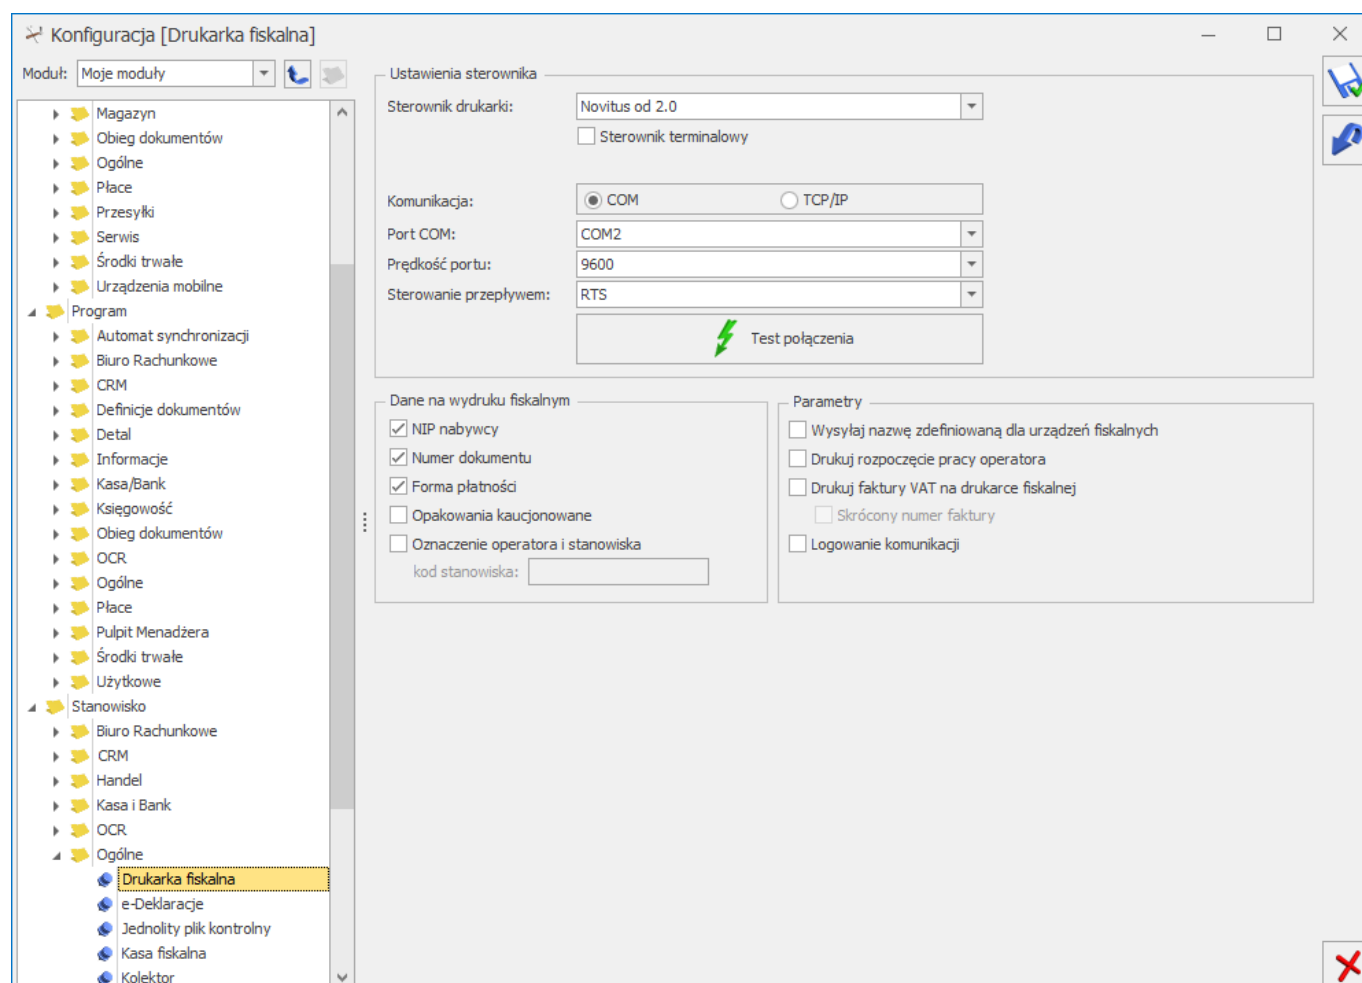 Konfiguracja [Drukarka fiskalna]
Moduł: Moje moduły
Magazyn
Obieg dokumentów
Ogólne
Płace
Przesyłki
Serwis
Środki trwałe
Urządzenia mobilne
Program
Automat synchronizacji
Biuro Rachunkowe
CRM
Definicje dokumentów
Detal
Informacje
Kasa/Bank
Księgowość
Obieg dokumentów
OCR
Ogólne
Płace
Pulpit Menadżera
Środki trwałe
Użytkowe
Stanowisko
Biuro Rachunkowe
CRM
Handel
Kasa i Bank
OCR
Ogólne
Drukarka fiskalna
e-Deklaracje
Jednolity plik kontrolny
Kasa fiskalna
Kolektor
Ustawienia sterownika
Sterownik drukarki: Novitus od 2.0
Sterownik terminalowy
Komunikacja: COM TCP/IP
Port COM: COM2
Prędkość portu: 9600
Sterowanie przepływem: RTS
Test połączenia
Dane na wydruku fiskalnym
NIP nabywcy
Numer dokumentu
Forma płatności
Opakowania kaucjonowane
Oznaczenie operatora i stanowiska
kod stanowiska:
Parametry
Wysyłaj nazwę zdefiniowaną dla urządzeń fiskalnych
Drukuj rozpoczęcie pracy operatora
Drukuj faktury VAT na drukarce fiskalnej
Skrócony numer faktury
Logowanie komunikacji